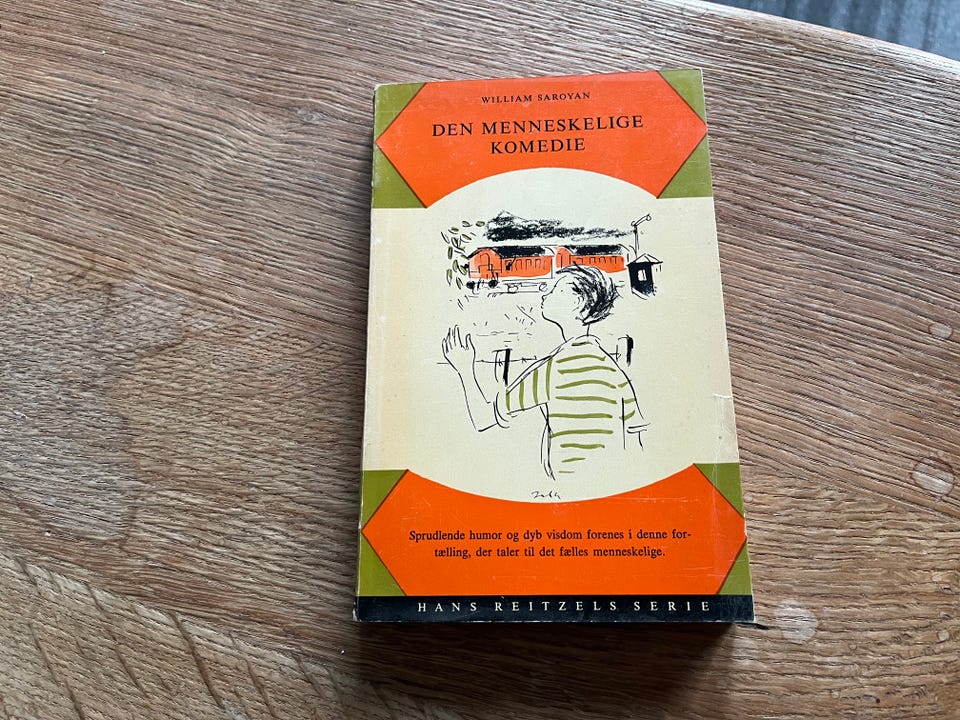 WILLIAM SAROYAN
DEN MENNESKELIGE
KOMEDIE
Sprudlende humor og dyb visdom forenes i denne for-
tælling, der taler til det fælles menneskelige.
HANS REITZELS SERIE